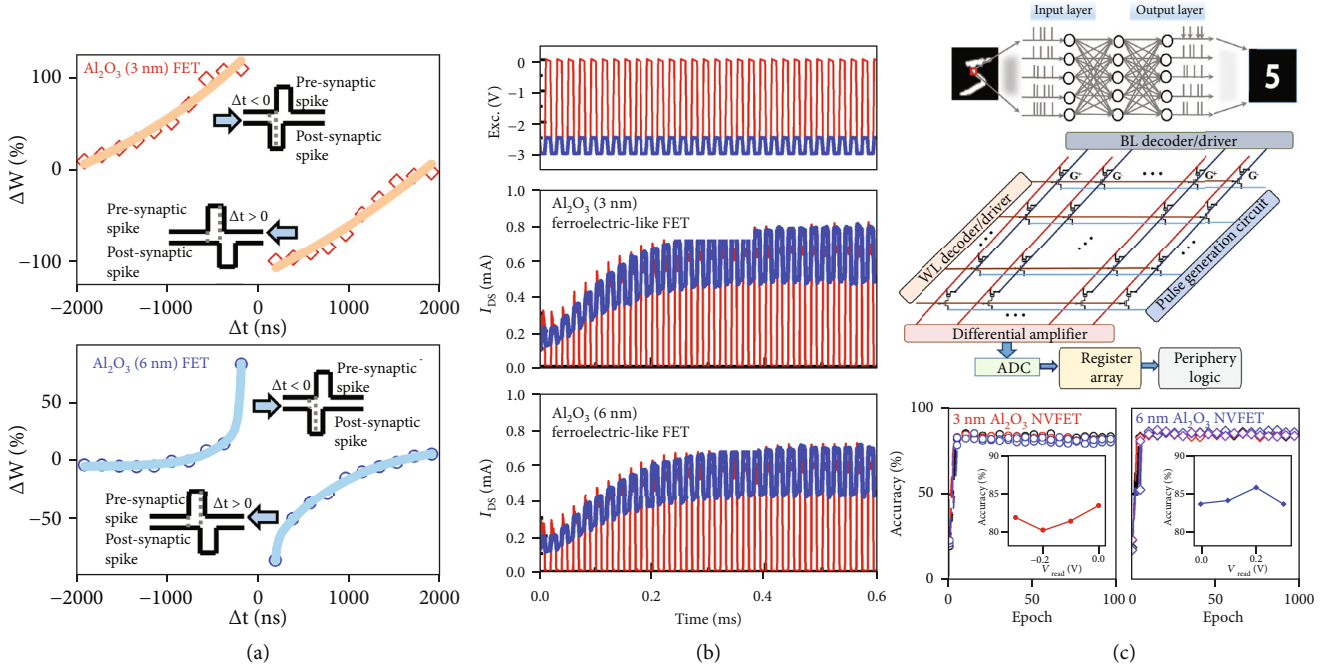 Al₂O₃ (3 nm) FET
Δt < 0
Pre-synaptic
spike
Post-synaptic
spike
Pre-synaptic
spike
Δt > 0
Post-synaptic
spike
ΔW (%)
100
0
−100
−2000
−1000
0
1000
2000
Δt (ns)
Al₂O₃ (6 nm) FET
Δt < 0
Pre-synaptic
spike
Post-synaptic
spike
Pre-synaptic
spike
Δt > 0
Post-synaptic
spike
ΔW (%)
50
0
−50
−2000
−1000
0
1000
2000
Δt (ns)
(a)
Exc. (V)
0
−1
−2
−3
Al₂O₃ (3 nm)
ferroelectric-like FET
I_DS (mA)
1.0
0.8
0.6
0.4
0.2
0.0
Al₂O₃ (6 nm)
ferroelectric-like FET
I_DS (mA)
1.0
0.8
0.6
0.4
0.2
0.0
0.0
0.2
0.4
0.6
Time (ms)
(b)
Input layer
Output layer
5
BL decoder/driver
G⁺
G⁻
...
G⁺
G⁻
WL decoder/driver
Pulse generation circuit
...
...
Differential amplifier
ADC
Register
array
Periphery
logic
3 nm Al₂O₃ NVFET
Accuracy (%)
100
50
0
0
50
100
Epoch
Accuracy (%)
90
85
80
−0.2
0.0
V_read (V)
6 nm Al₂O₃ NVFET
0
50
1000
Epoch
Accuracy (%)
90
85
80
0.0
0.2
V_read (V)
(c)